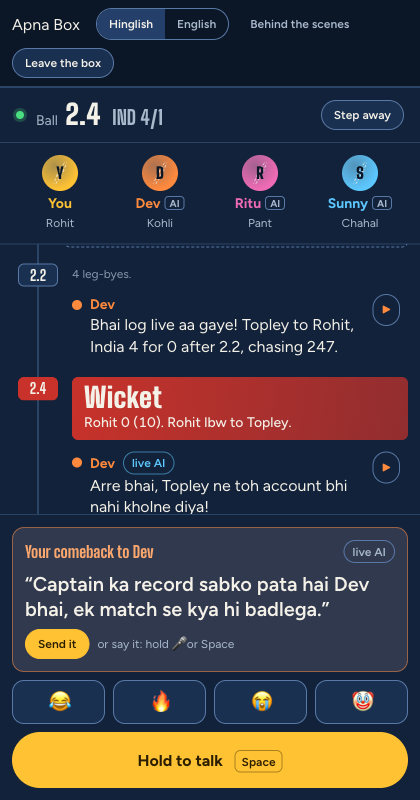 Apna Box
Hinglish
English
Behind the scenes
Leave the box
Ball 2.4 IND 4/1
Step away
Y
D
R
S
You
Dev AI
Ritu AI
Sunny AI
Rohit
Kohli
Pant
Chahal
2.2
4 leg-byes.
Dev
Bhai log live aa gaye! Topley to Rohit,
India 4 for 0 after 2.2, chasing 247.
2.4
Wicket
Rohit 0 (10). Rohit lbw to Topley.
Dev live AI
Arre bhai, Topley ne toh account bhi
nahi kholne diya!
Your comeback to Dev
live AI
“Captain ka record sabko pata hai Dev
bhai, ek match se kya hi badlega.”
Send it
or say it: hold 🎤 or Space
Hold to talk Space